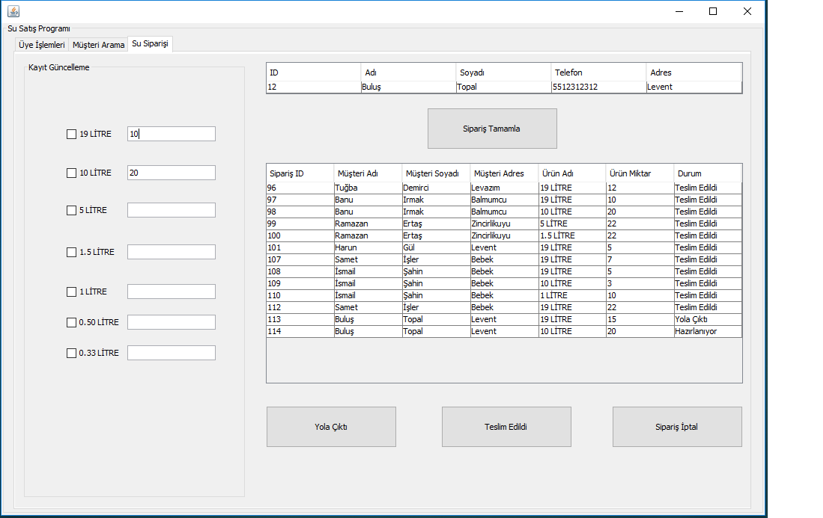 Su Satış Programı
Üye İşlemleri Müşteri Arama Su Siparişi
Kayıt Güncelleme
19 LİTRE 10
10 LİTRE 20
5 LİTRE
1.5 LİTRE
1 LİTRE
0.50 LİTRE
0.33 LİTRE
ID Adı Soyadı Telefon Adres
12 Buluş Topal 5512312312 Levent
Sipariş Tamamla
Sipariş ID Müşteri Adı Müşteri Soyadı Müşteri Adres Ürün Adı Ürün Miktar Durum
96 Tuğba Demirci Levazım 19 LİTRE 12 Teslim Edildi
97 Banu Irmak Balmumcu 19 LİTRE 10 Teslim Edildi
98 Banu Irmak Balmumcu 10 LİTRE 20 Teslim Edildi
99 Ramazan Ertaş Zincirlikuyu 5 LİTRE 22 Teslim Edildi
100 Ramazan Ertaş Zincirlikuyu 1.5 LİTRE 22 Teslim Edildi
101 Harun Gül Levent 19 LİTRE 5 Teslim Edildi
107 Samet İşler Bebek 19 LİTRE 7 Teslim Edildi
108 İsmail Şahin Bebek 19 LİTRE 5 Teslim Edildi
109 İsmail Şahin Bebek 10 LİTRE 3 Teslim Edildi
110 İsmail Şahin Bebek 1 LİTRE 10 Teslim Edildi
112 Samet İşler Bebek 19 LİTRE 22 Teslim Edildi
113 Buluş Topal Levent 19 LİTRE 15 Yola Çıktı
114 Buluş Topal Levent 10 LİTRE 20 Hazırlanıyor
Yola Çıktı Teslim Edildi Sipariş İptal